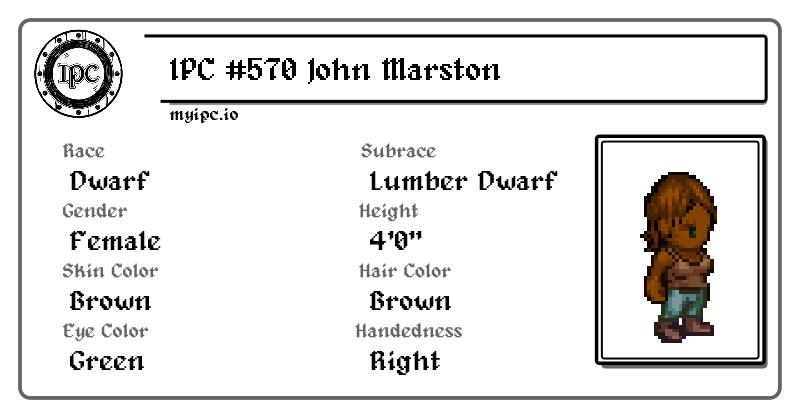 IPC
IPC #570 John Marston
myipc.io
Race
Dwarf
Subrace
Lumber Dwarf
Gender
Female
Height
4'0"
Skin Color
Brown
Hair Color
Brown
Eye Color
Green
Handedness
Right